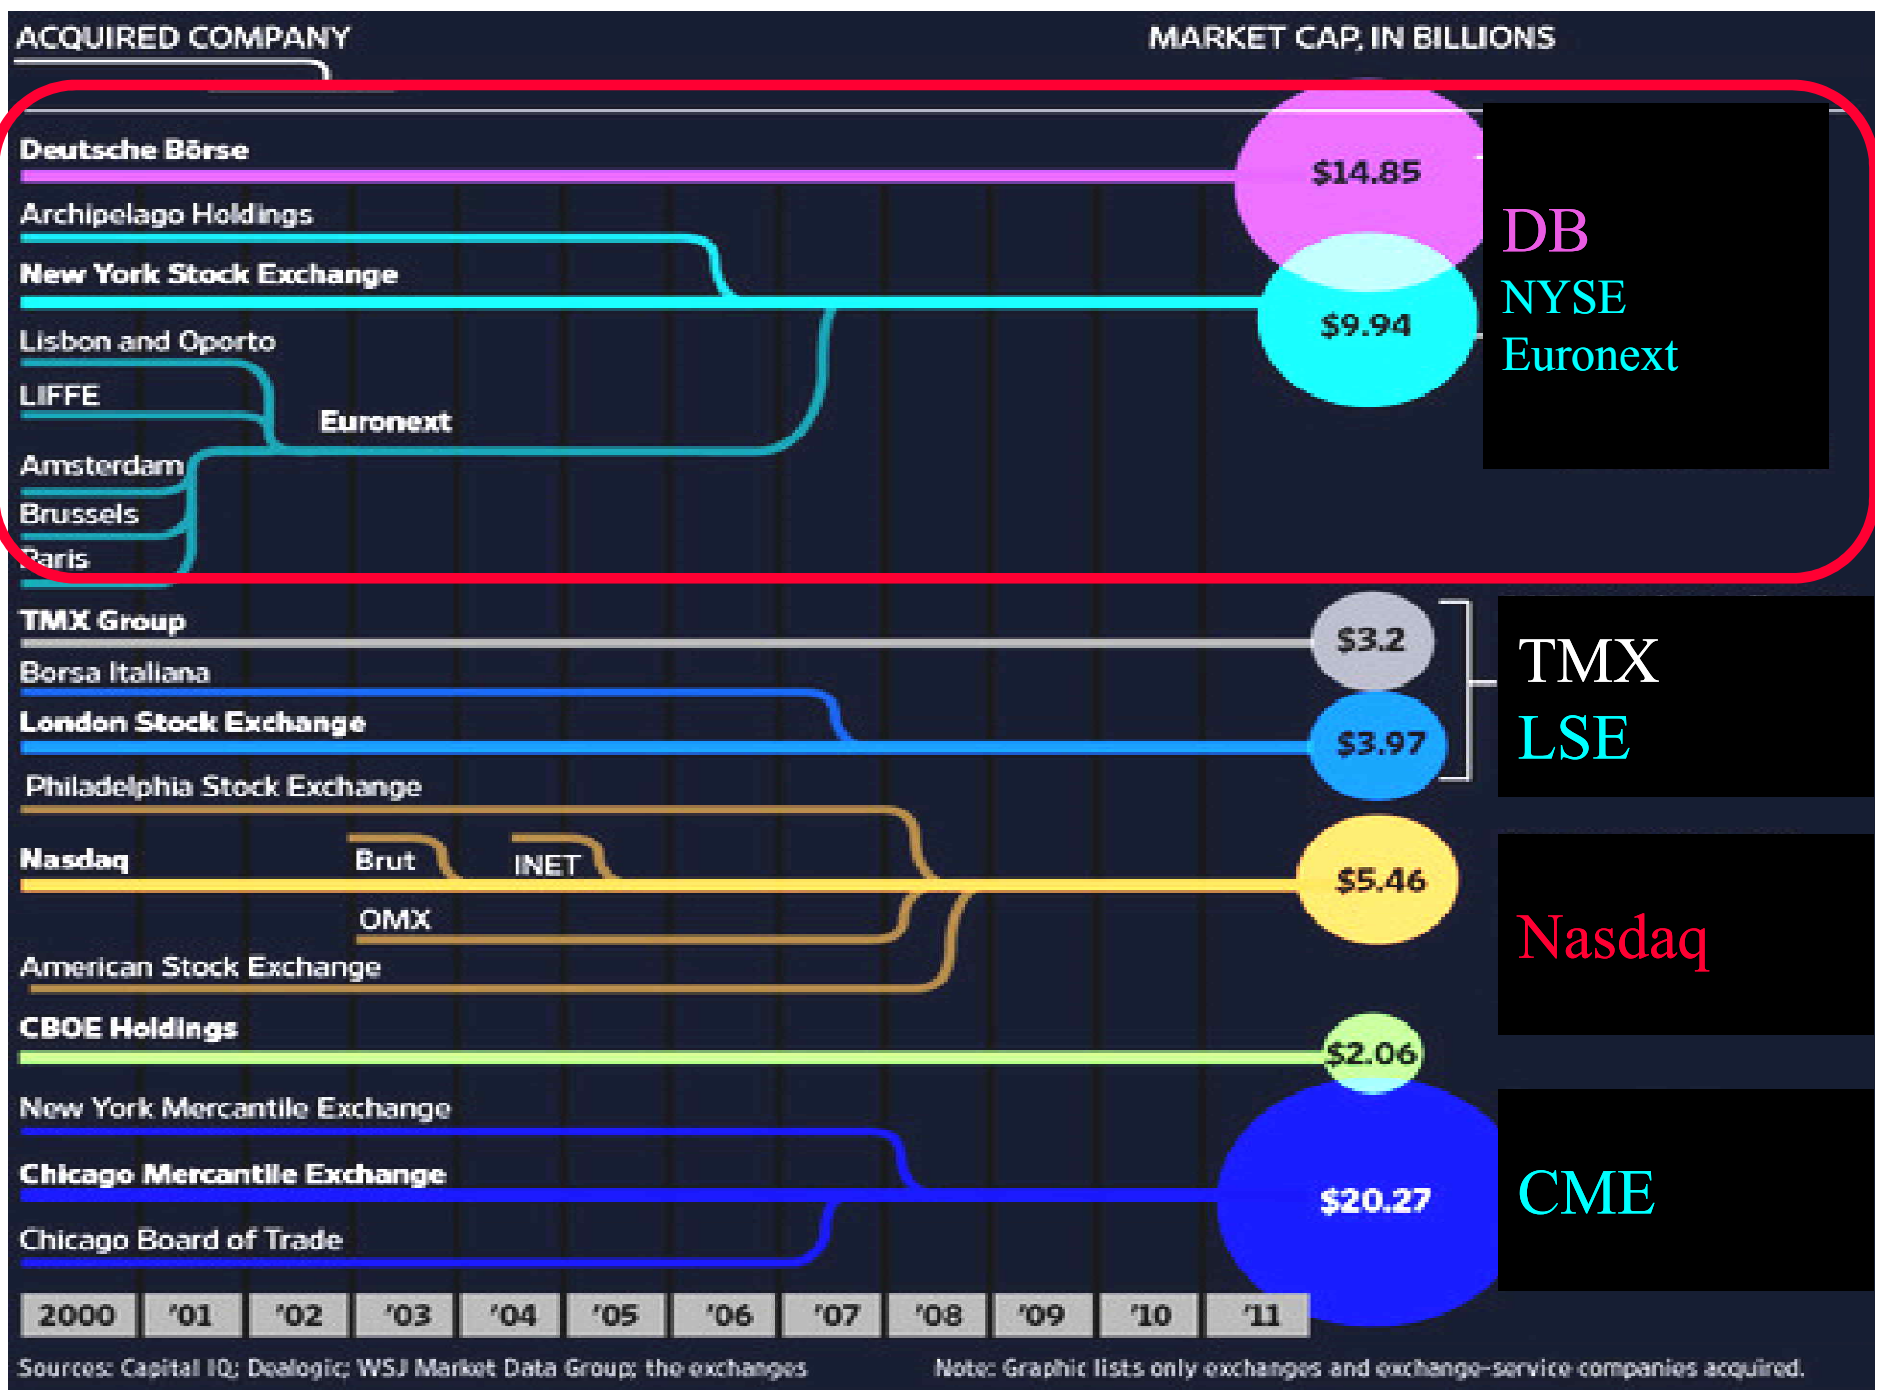 ACQUIRED COMPANY
MARKET CAP, IN BILLIONS
Deutsche Börse
$14.85
Archipelago Holdings
DB
New York Stock Exchange
NYSE
$9.94
Lisbon and Oporto
Euronext
LIFFE
Euronext
Amsterdam
Brussels
Paris
TMX Group
$3.2
TMX
Borsa Italiana
London Stock Exchange
$3.97
LSE
Philadelphia Stock Exchange
Nasdaq
Brut
INET
$5.46
OMX
Nasdaq
American Stock Exchange
CBOE Holdings
$2.06
New York Mercantile Exchange
Chicago Mercantile Exchange
$20.27
CME
Chicago Board of Trade
2000 '01 '02 '03 '04 '05 '06 '07 '08 '09 '10 '11
Sources: Capital IQ; Dealogic; WSJ Market Data Group; the exchanges
Note: Graphic lists only exchanges and exchange-service companies acquired.